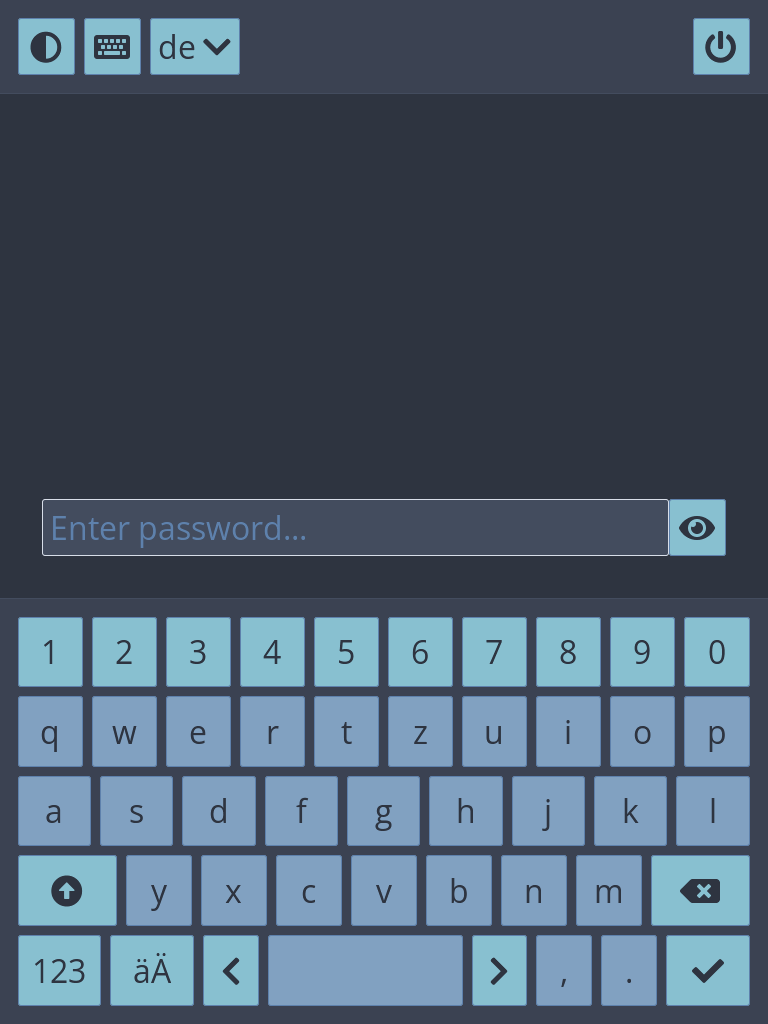 de
Enter password...
1 2 3 4 5 6 7 8 9 0
q w e r t z u i o p
a s d f g h j k l
y x c v b n m
123 äÄ , .